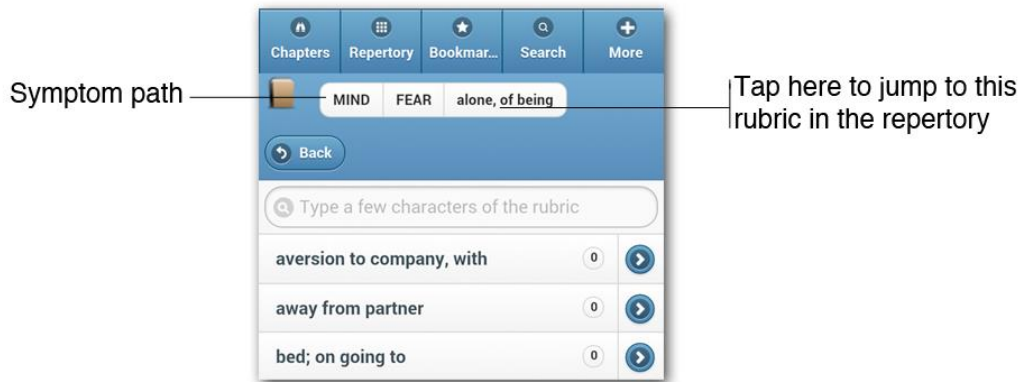 Chapters Repertory Bookmar... Search More
Symptom path
MIND FEAR alone, of being
Tap here to jump to this
rubric in the repertory
Back
Type a few characters of the rubric
aversion to company, with 0
away from partner 0
bed; on going to 0